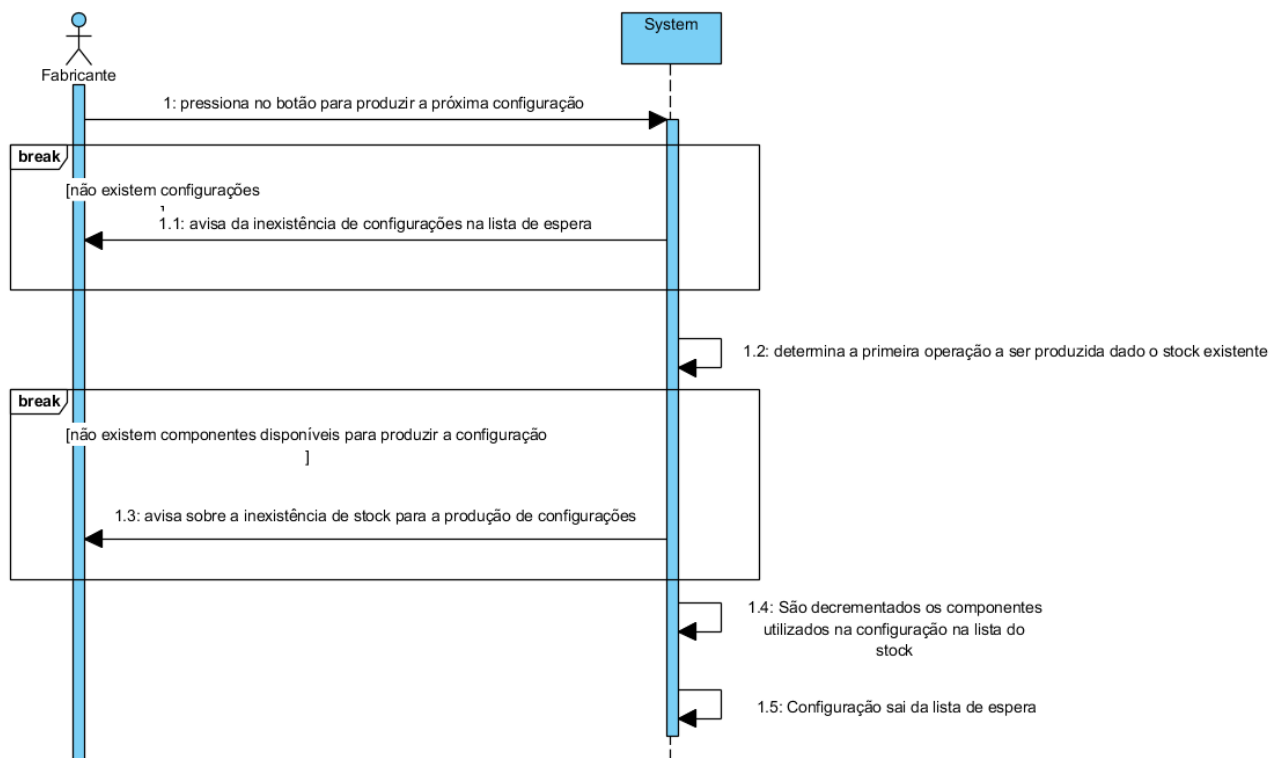 System
Fabricante
1: pressiona no botão para produzir a próxima configuração
break
[não existem configurações
]
1.1: avisa da inexistência de configurações na lista de espera
1.2: determina a primeira operação a ser produzida dado o stock existente
break
[não existem componentes disponíveis para produzir a configuração
]
1.3: avisa sobre a inexistência de stock para a produção de configurações
1.4: São decrementados os componentes
utilizados na configuração na lista do
stock
1.5: Configuração sai da lista de espera